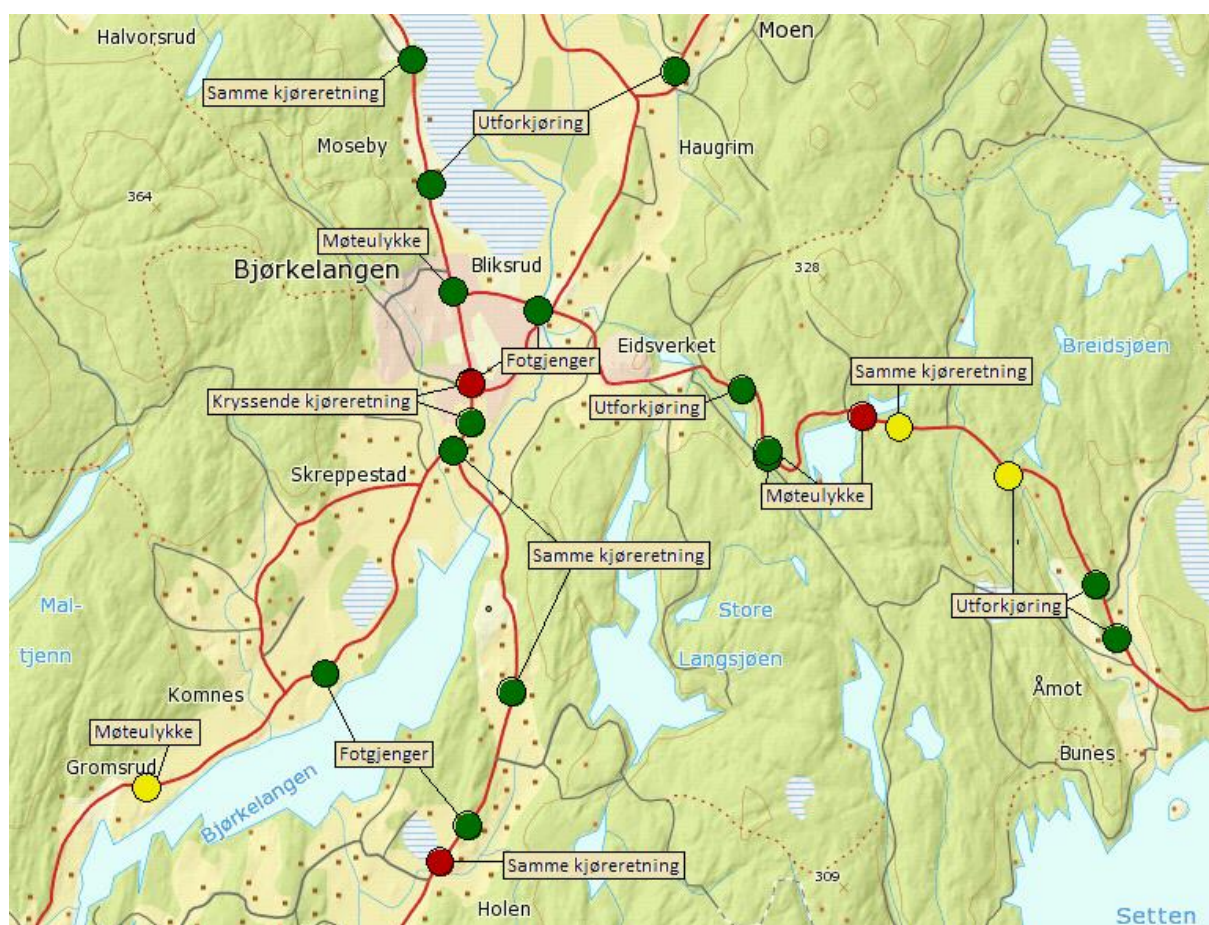 Halvorsrud
Moen
Samme kjøreretning
Utforkjøring
Moseby
Haugrim
364
Møteulykke
Bliksrud
Bjørkelangen
328
Eidsverket
Breidsjøen
Fotgjenger
Samme kjøreretning
Kryssende kjøreretning
Utforkjøring
Skreppestad
Møteulykke
Samme kjøreretning
Mal-
tjenn
Store
Langsjøen
Utforkjøring
Komnes
Åmot
Møteulykke
Gromsrud
Fotgjenger
Bunes
Bjørkelangen
Samme kjøreretning
309
Holen
Setten